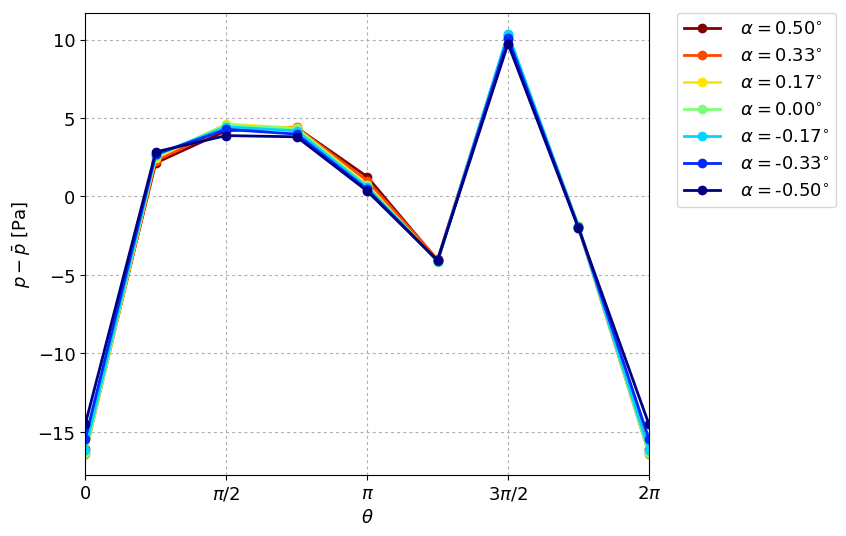 10
5
0
−5
−10
−15
p − p̄ [Pa]
0
π/2
π
3π/2
2π
θ
α = 0.50°
α = 0.33°
α = 0.17°
α = 0.00°
α = -0.17°
α = -0.33°
α = -0.50°